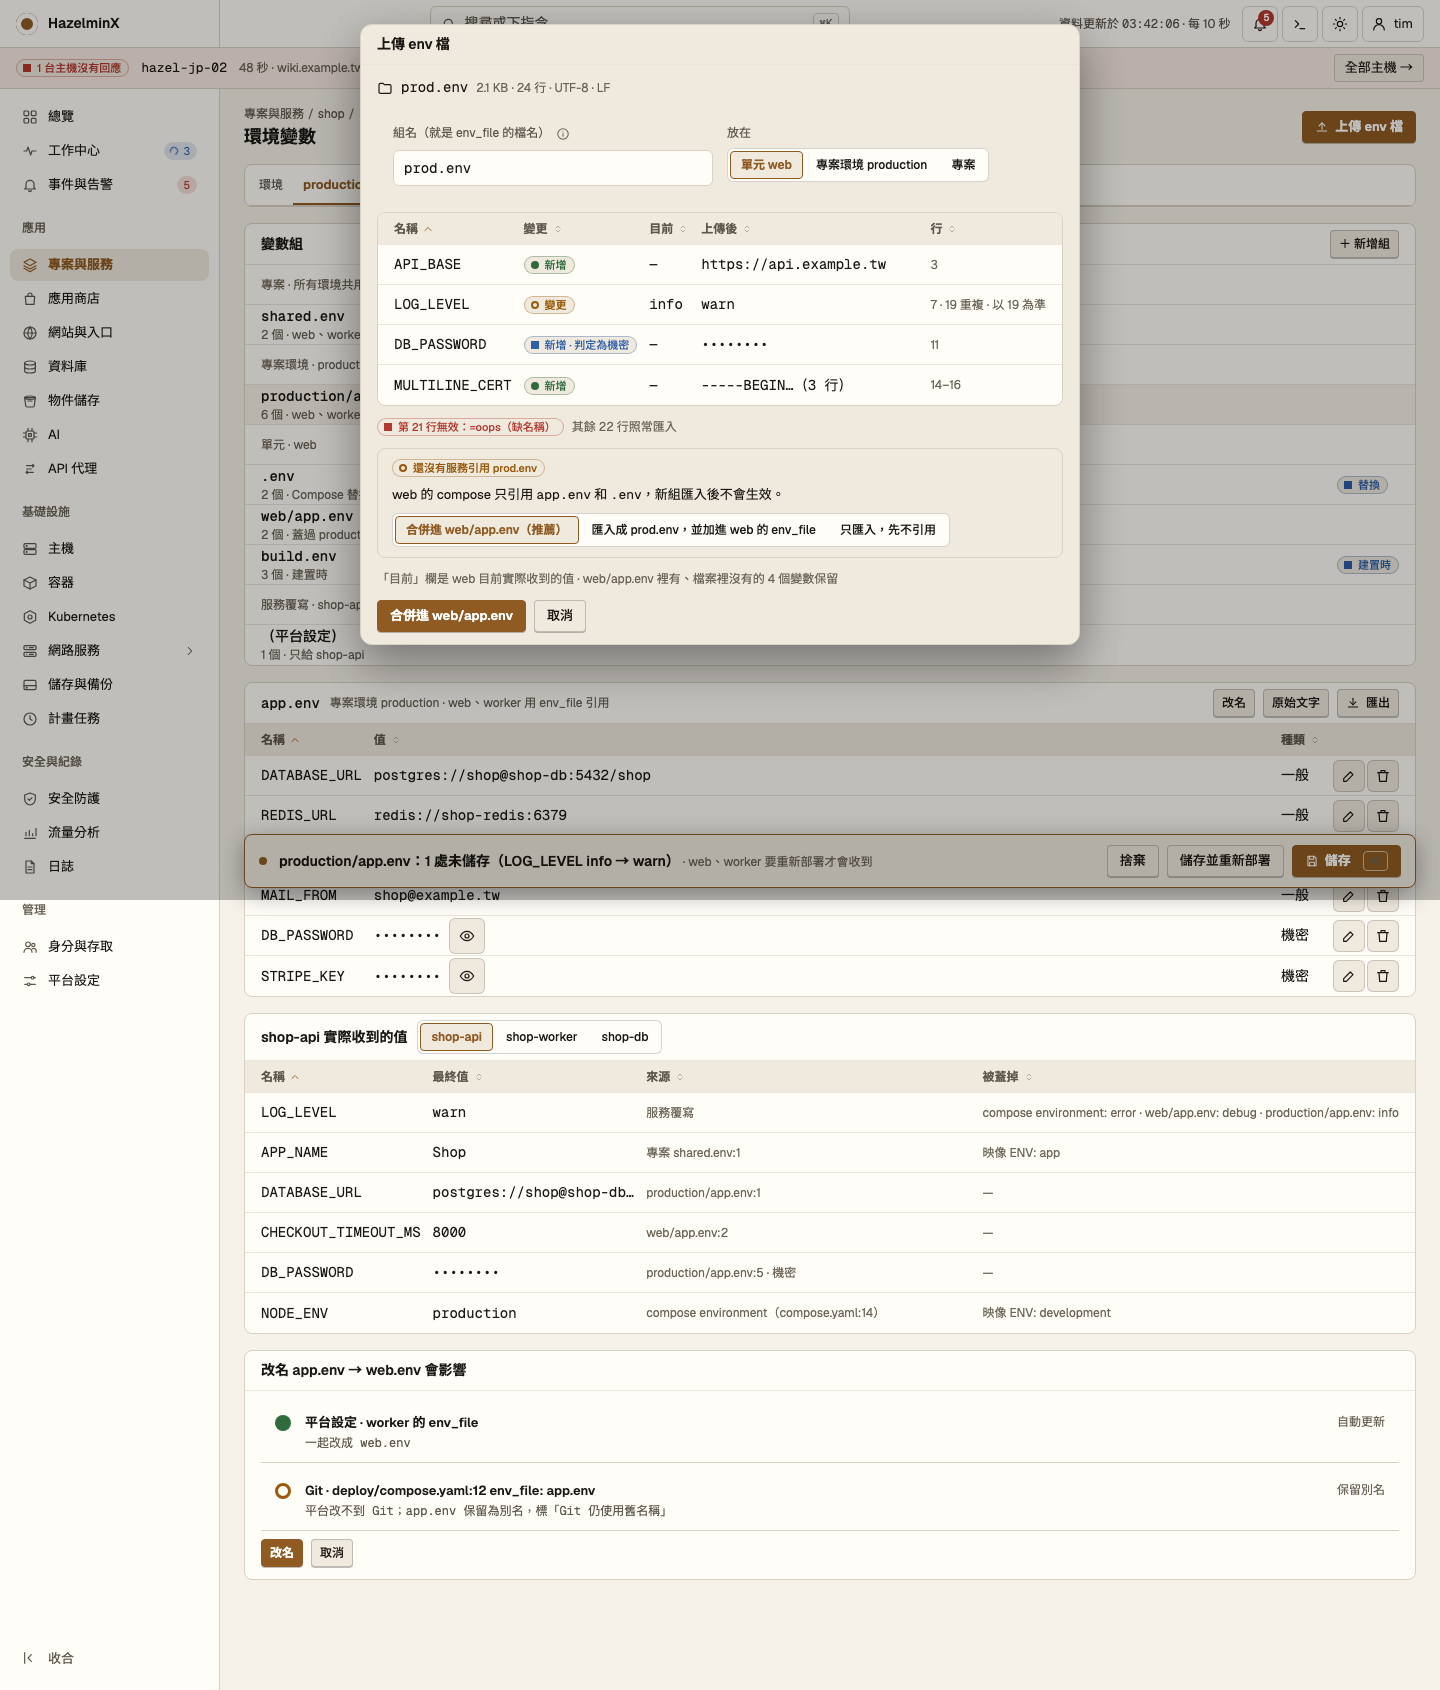 HazelminX
搜尋或下指令 ⌘K
資料更新於 03:42:06 · 每 10 秒
5
tim
1 台主機沒有回應 hazel-jp-02 48 秒 · wiki.example.tw
全部主機 →
總覽
工作中心 3
事件與告警 5
應用
專案與服務
應用商店
網站與入口
資料庫
物件儲存
AI
API 代理
基礎設施
主機
容器
Kubernetes
網路服務
儲存與備份
計畫任務
安全與紀錄
安全防護
流量分析
日誌
管理
身分與存取
平台設定
收合
專案與服務 / shop /
環境變數
上傳 env 檔
環境 productio
變數組
＋ 新增組
專案 · 所有環境共用
shared.env
2 個 · web、worke
專案環境 · product
production/a
6 個 · web、worke
單元 · web
.env
2 個 · Compose 替
替換
web/app.env
2 個 · 蓋過 product
build.env
3 個 · 建置時
建置時
服務覆寫 · shop-ap
（平台設定）
1 個 · 只給 shop-api
上傳 env 檔
prod.env 2.1 KB · 24 行 · UTF-8 · LF
組名（就是 env_file 的檔名）
prod.env
放在
單元 web 專案環境 production 專案
名稱 變更 目前 上傳後 行
API_BASE 新增 — https://api.example.tw 3
LOG_LEVEL 變更 info warn 7 · 19 重複 · 以 19 為準
DB_PASSWORD 新增 · 判定為機密 — •••••••• 11
MULTILINE_CERT 新增 — -----BEGIN… (3 行) 14–16
第 21 行無效：=oops（缺名稱） 其餘 22 行照常匯入
還沒有服務引用 prod.env
web 的 compose 只引用 app.env 和 .env，新組匯入後不會生效。
合併進 web/app.env（推薦） 匯入成 prod.env，並加進 web 的 env_file 只匯入，先不引用
「目前」欄是 web 目前實際收到的值 · web/app.env 裡有、檔案裡沒有的 4 個變數保留
合併進 web/app.env 取消
app.env 專案環境 production · web、worker 用 env_file 引用
改名 原始文字 匯出
名稱 值 種類
DATABASE_URL postgres://shop@shop-db:5432/shop 一般
REDIS_URL redis://shop-redis:6379 一般
production/app.env：1 處未儲存（LOG_LEVEL info → warn） · web、worker 要重新部署才會收到
捨棄 儲存並重新部署 儲存
MAIL_FROM shop@example.tw 一般
DB_PASSWORD •••••••• 機密
STRIPE_KEY •••••••• 機密
shop-api 實際收到的值 shop-api shop-worker shop-db
名稱 最終值 來源 被蓋掉
LOG_LEVEL warn 服務覆寫 compose environment: error · web/app.env: debug · production/app.env: info
APP_NAME Shop 專案 shared.env:1 映像 ENV: app
DATABASE_URL postgres://shop@shop-db… production/app.env:1 —
CHECKOUT_TIMEOUT_MS 8000 web/app.env:2 —
DB_PASSWORD •••••••• production/app.env:5 · 機密 —
NODE_ENV production compose environment（compose.yaml:14） 映像 ENV: development
改名 app.env → web.env 會影響
平台設定 · worker 的 env_file 自動更新
一起改成 web.env
Git · deploy/compose.yaml:12 env_file: app.env 保留別名
平台改不到 Git；app.env 保留為別名，標「Git 仍使用舊名稱」
改名 取消